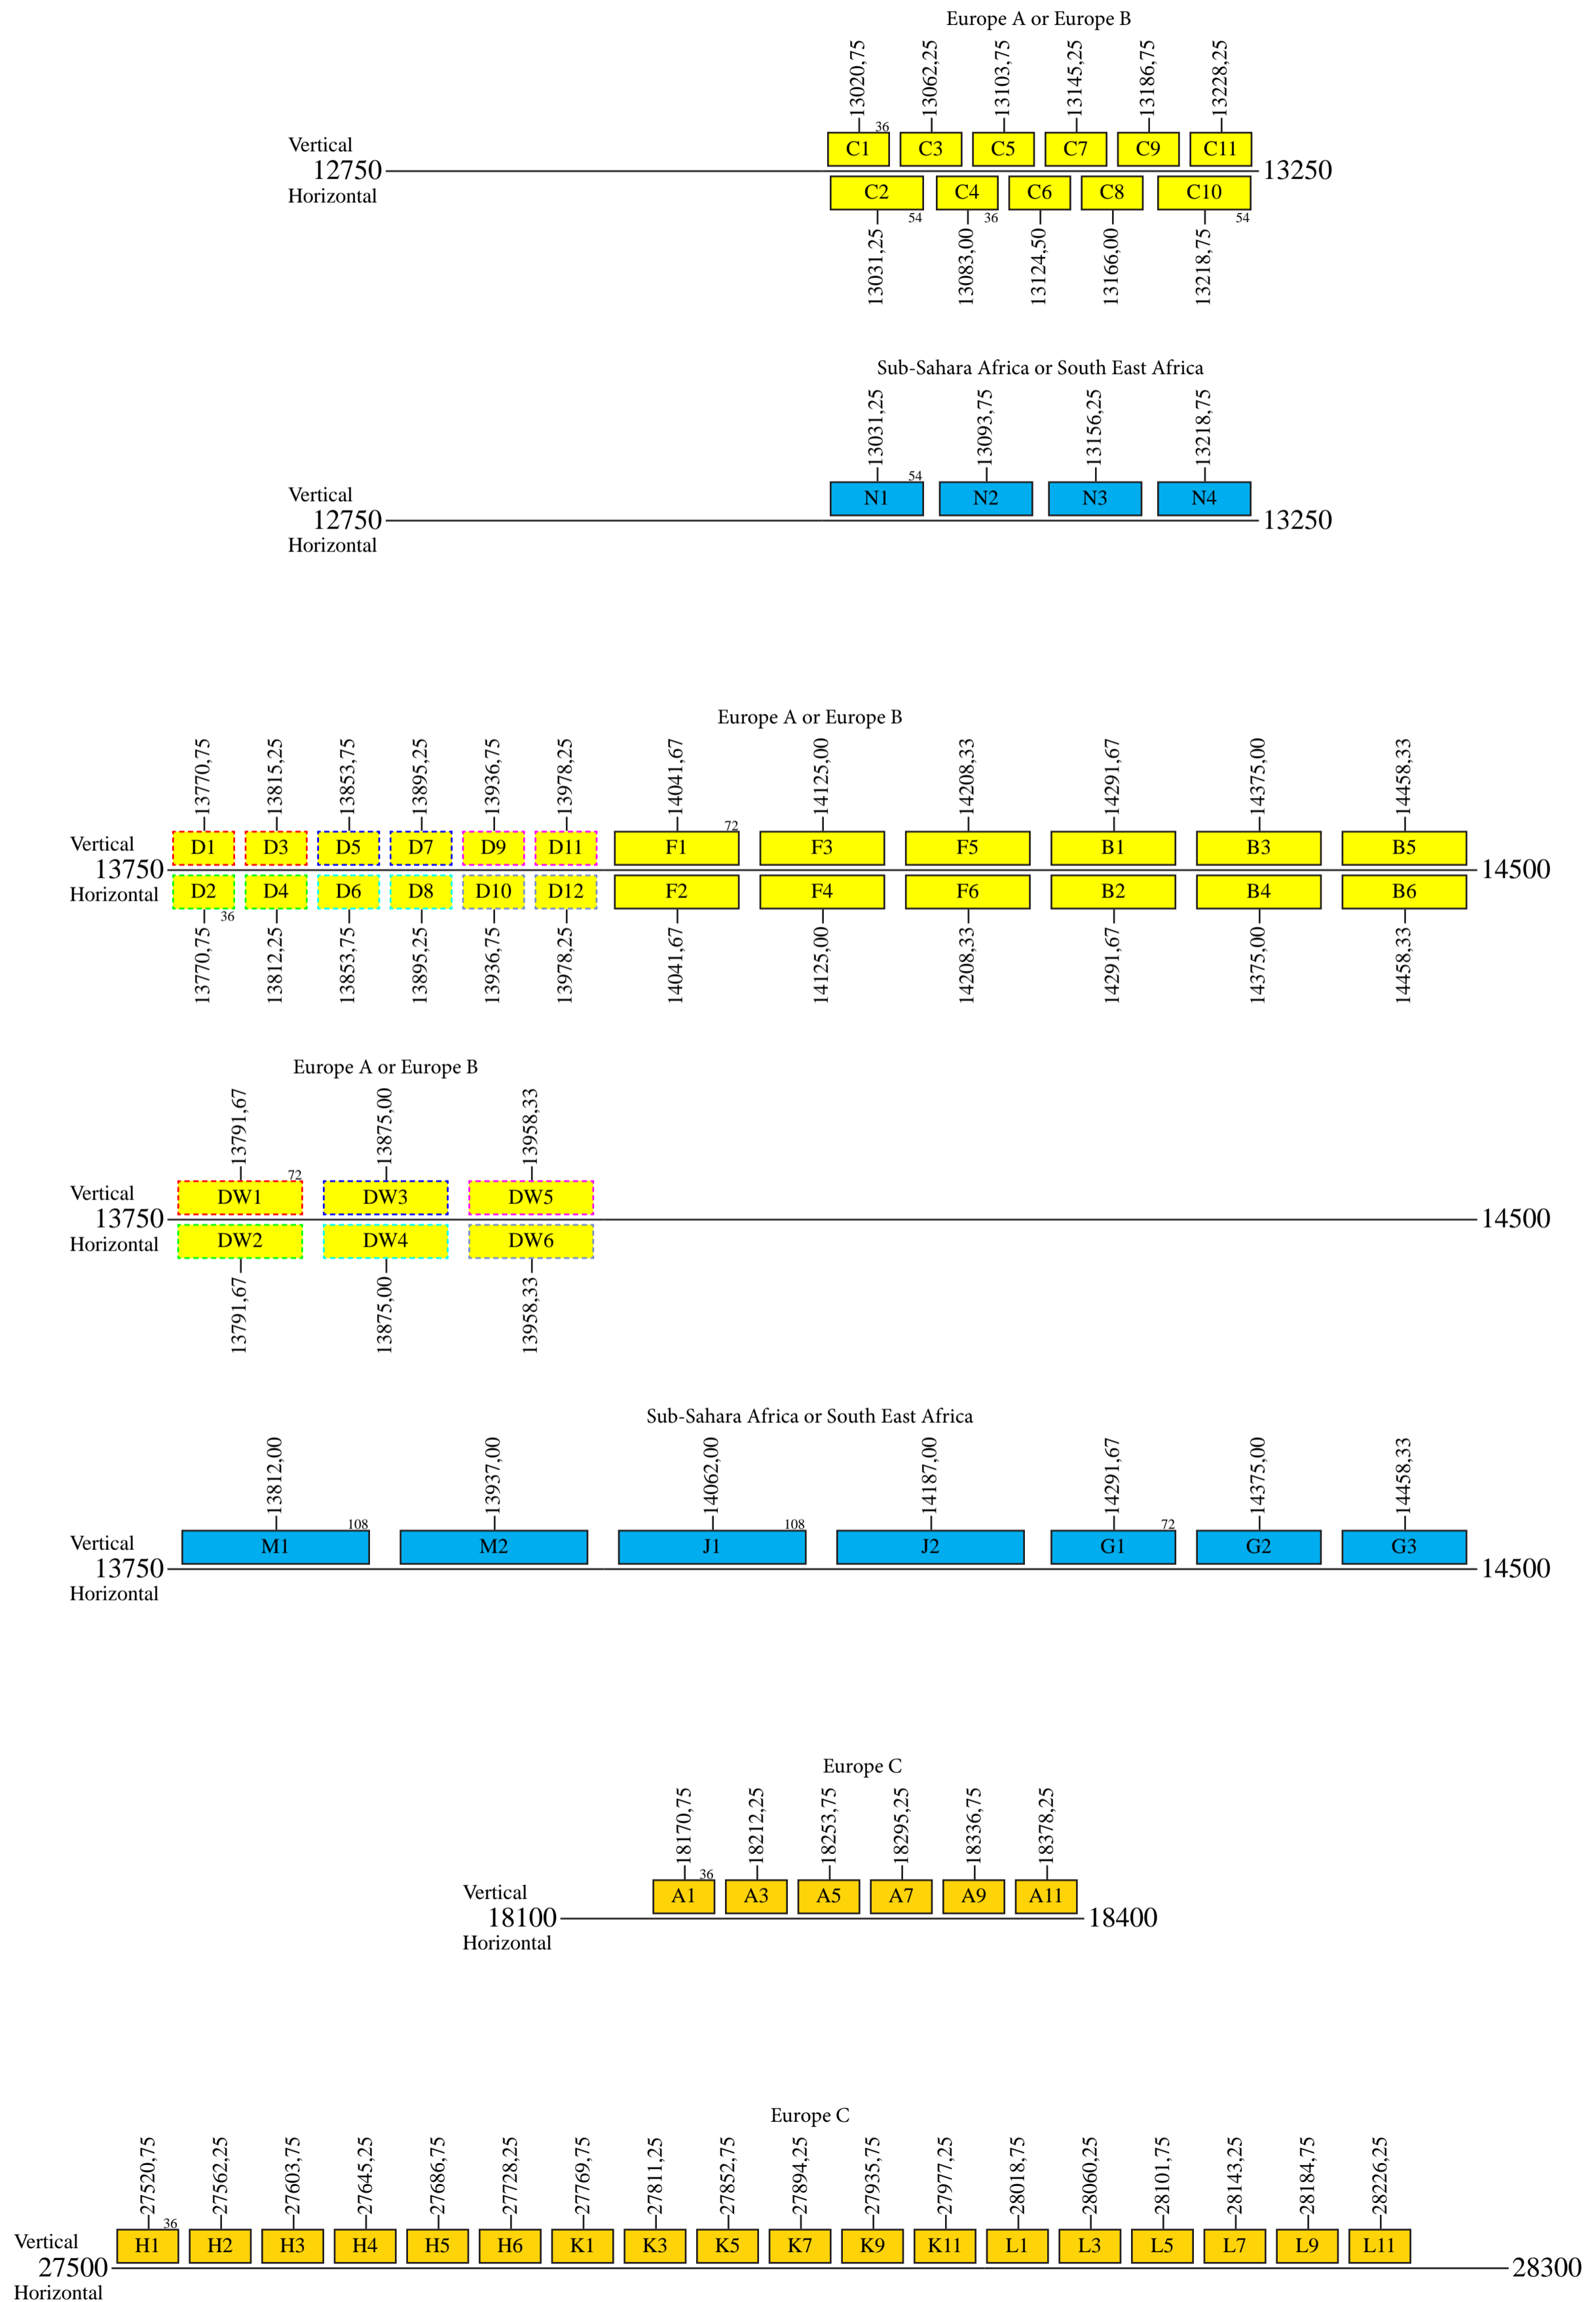 Europe A or Europe B
13020,75 13062,25 13103,75 13145,25 13186,75 13228,25
36
Vertical C1 C3 C5 C7 C9 C11
12750 13250
Horizontal C2 C4 C6 C8 C10
54 36 54
13031,25 13083,00 13124,50 13166,00 13218,75
Sub-Sahara Africa or South East Africa
13031,25 13093,75 13156,25 13218,75
54
Vertical N1 N2 N3 N4
12750 13250
Horizontal
Europe A or Europe B
13770,75 13815,25 13853,75 13895,25 13936,75 13978,25 14041,67 14125,00 14208,33 14291,67 14375,00 14458,33
72
Vertical D1 D3 D5 D7 D9 D11 F1 F3 F5 B1 B3 B5
13750 14500
Horizontal D2 D4 D6 D8 D10 D12 F2 F4 F6 B2 B4 B6
36
13770,75 13812,25 13853,75 13895,25 13936,75 13978,25 14041,67 14125,00 14208,33 14291,67 14375,00 14458,33
Europe A or Europe B
13791,67 13875,00 13958,33
72
Vertical DW1 DW3 DW5
13750 14500
Horizontal DW2 DW4 DW6
13791,67 13875,00 13958,33
Sub-Sahara Africa or South East Africa
13812,00 13937,00 14062,00 14187,00 14291,67 14375,00 14458,33
108 108 72
Vertical M1 M2 J1 J2 G1 G2 G3
13750 14500
Horizontal
Europe C
18170,75 18212,25 18253,75 18295,25 18336,75 18378,25
36
Vertical A1 A3 A5 A7 A9 A11
18100 18400
Horizontal
Europe C
27520,75 27562,25 27603,75 27645,25 27686,75 27728,25 27769,75 27811,25 27852,75 27894,25 27935,75 27977,25 28018,75 28060,25 28101,75 28143,25 28184,75 28226,25
36
Vertical H1 H2 H3 H4 H5 H6 K1 K3 K5 K7 K9 K11 L1 L3 L5 L7 L9 L11
27500 28300
Horizontal